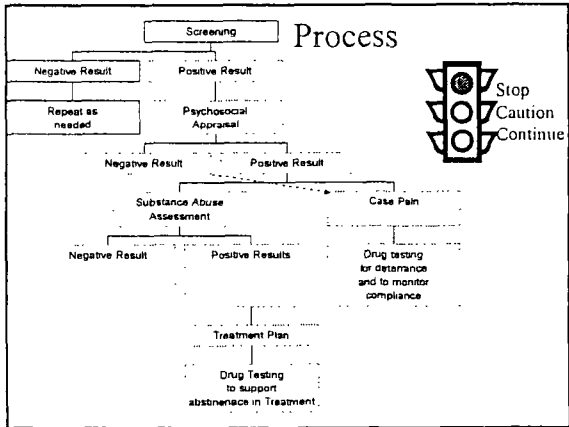 Screening
Process
Negative Result
Positive Result
Stop
Caution
Continue
Repeat as
needed
Psychosocial
Appraisal
Negative Result
Positive Result
Substance Abuse
Assessment
Case Pain
Negative Result
Positive Results
Drug testing
for deterrance
and to monitor
compliance
Treatment Plan
Drug Testing
to support
abstinenace in Treatment